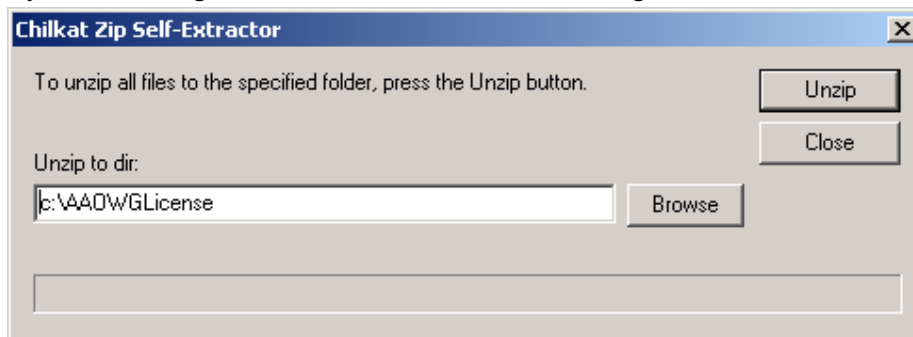 Chilkat Zip Self-Extractor
To unzip all files to the specified folder, press the Unzip button.
Unzip
Close
Unzip to dir:
c:\AAOWGLicense
Browse